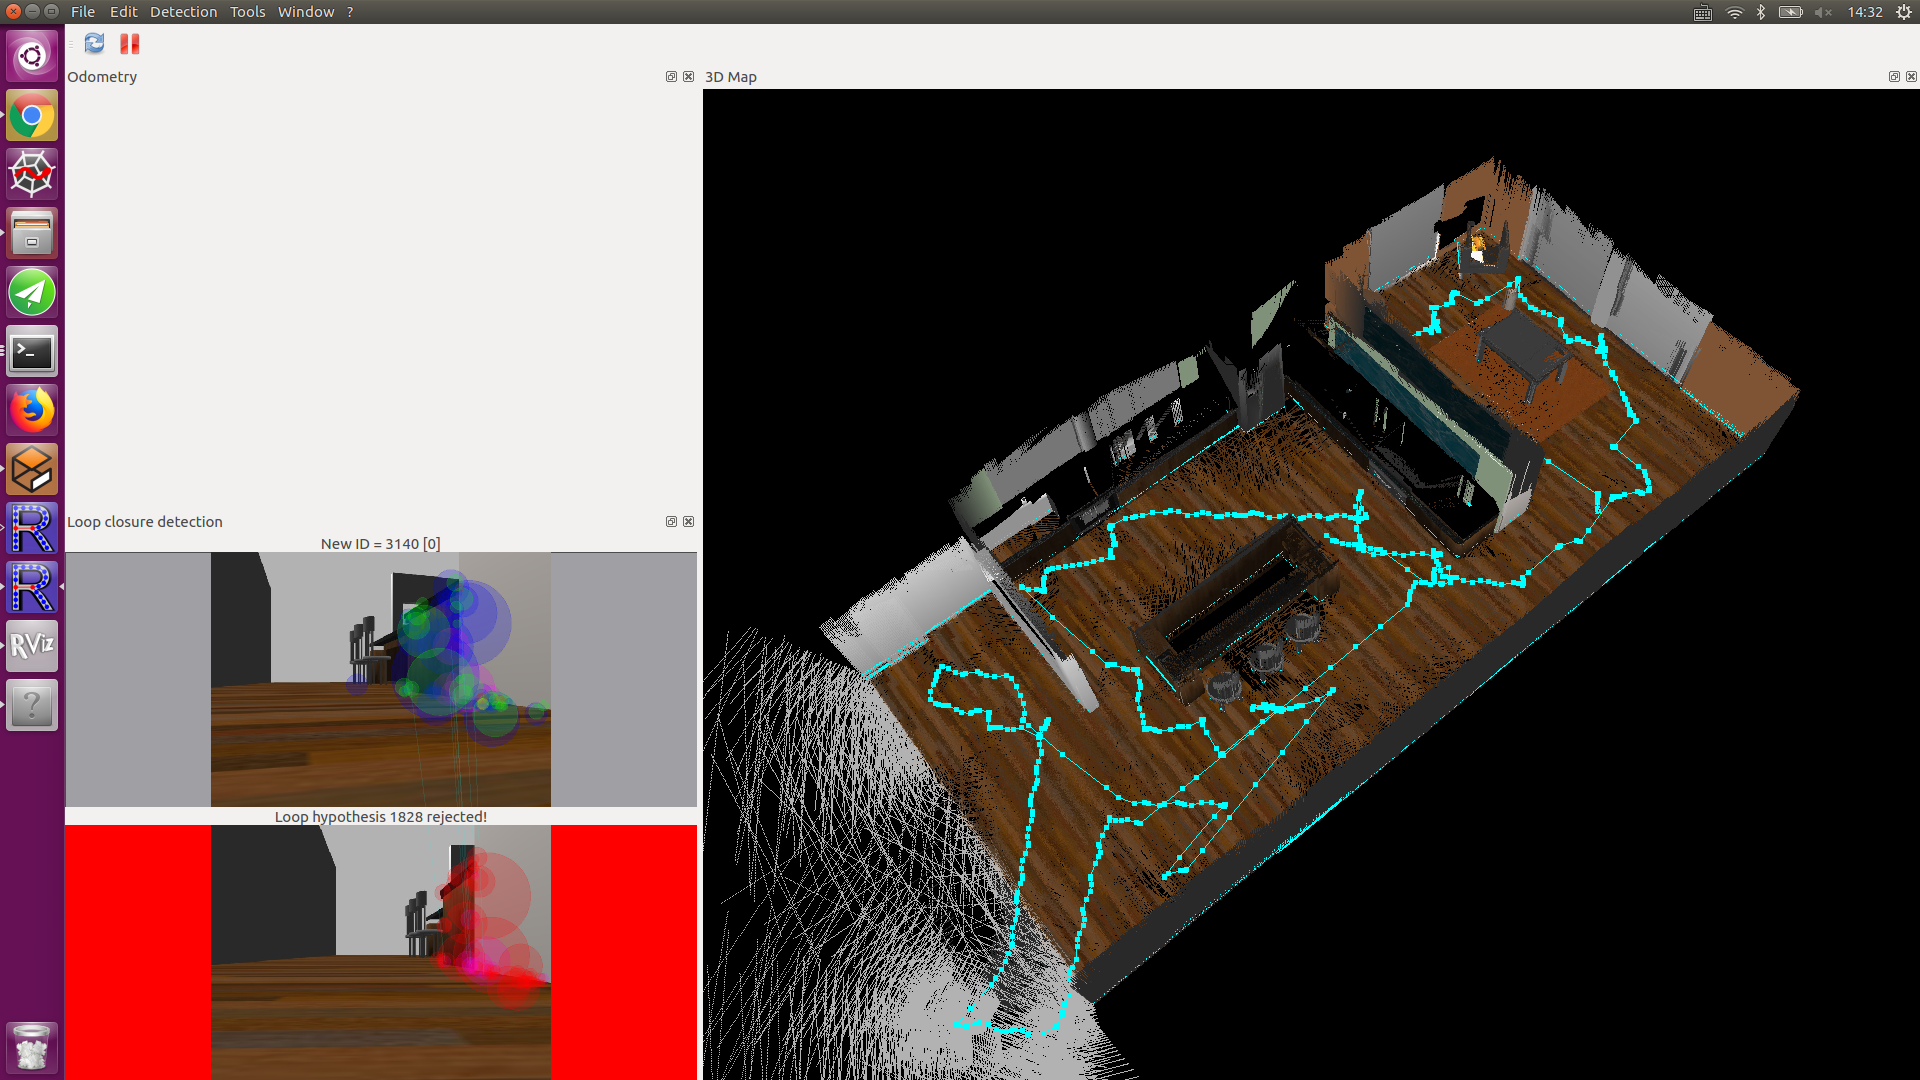 File Edit Detection Tools Window ?
14:32
Odometry
3D Map
Loop closure detection
New ID = 3140 [0]
Loop hypothesis 1828 rejected!
>_
R
R
RViz
?